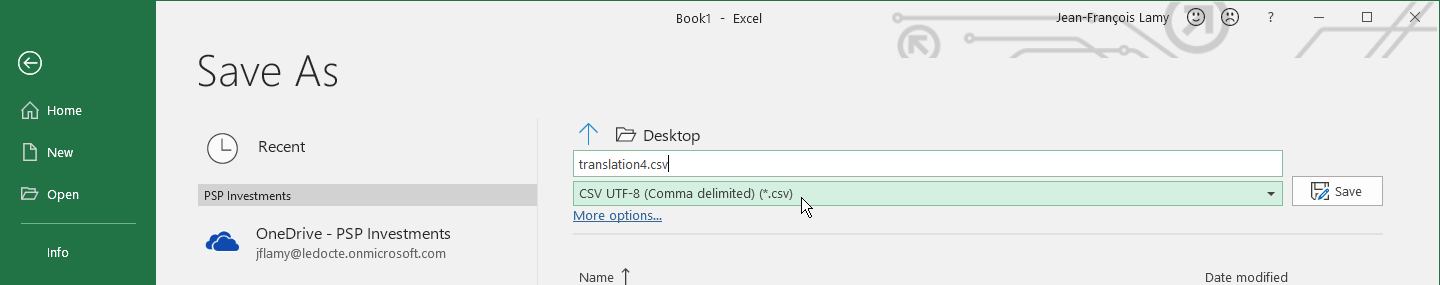 Book1 - Excel
Jean-François Lamy
?
Save As
Home
New
Open
Info
Recent
PSP Investments
OneDrive - PSP Investments
jflamy@ledocte.onmicrosoft.com
Desktop
translation4.csv
CSV UTF-8 (Comma delimited) (*.csv)
Save
More options...
Name
Date modified